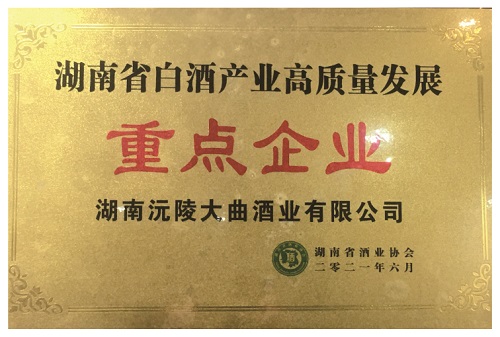 湖南省白酒产业高质量发展
重点企业
湖南沅陵大曲酒业有限公司
湖南省酒业协会
二零二一年六月